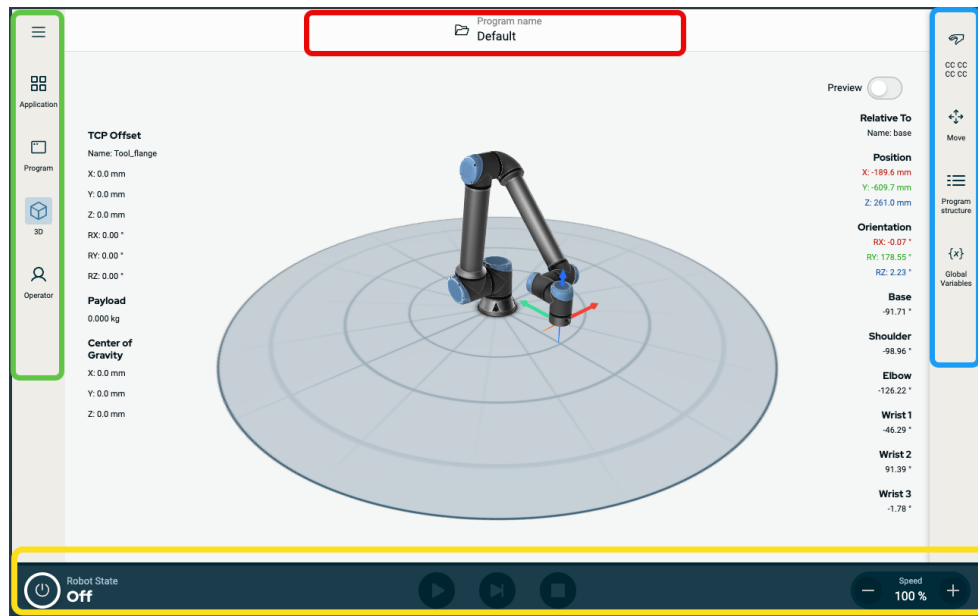 Program name
Default
Application
Program
3D
Operator
TCP Offset
Name: Tool_flange
X: 0.0 mm
Y: 0.0 mm
Z: 0.0 mm
RX: 0.00 °
RY: 0.00 °
RZ: 0.00 °
Payload
0.000 kg
Center of
Gravity
X: 0.0 mm
Y: 0.0 mm
Z: 0.0 mm
Preview
Relative To
Name: base
Position
X: -189.6 mm
Y: -609.7 mm
Z: 261.0 mm
Orientation
RX: -0.07 °
RY: 178.55 °
RZ: 2.23 °
Base
-91.71 °
Shoulder
-98.96 °
Elbow
-126.22 °
Wrist 1
-46.29 °
Wrist 2
91.39 °
Wrist 3
-1.78 °
CC CC
CC CC
Move
Program
structure
{x}
Global
Variables
Robot State
Off
Speed
100 %